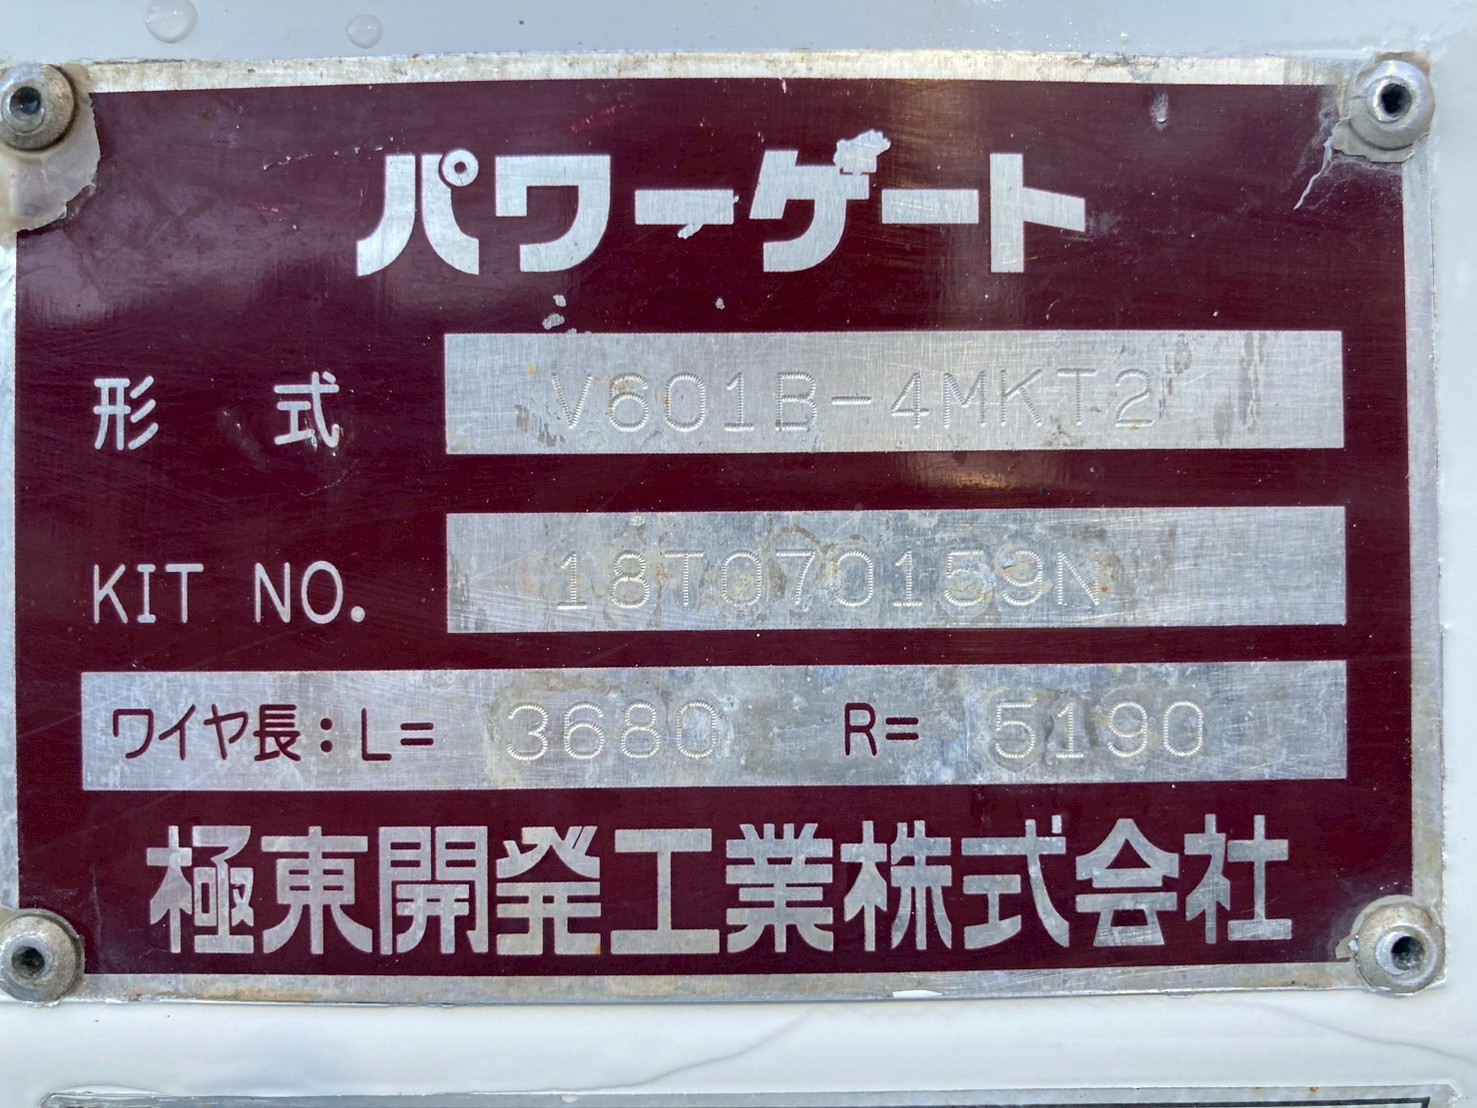 パワーゲート
形式 V601B-4MKT2
KIT NO. 18T070159N
ワイヤ長:L= 3680 R= 5190
極東開発工業株式会社